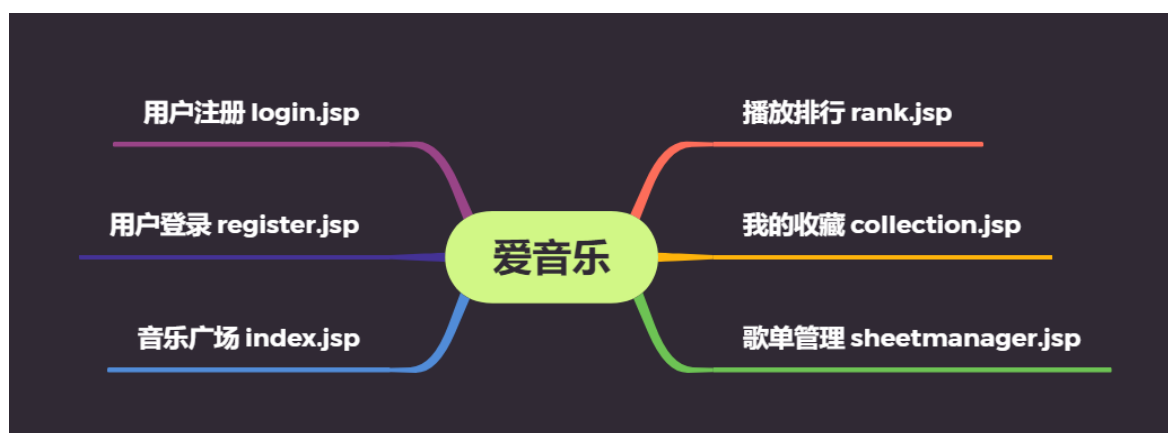 用户注册 login.jsp
用户登录 register.jsp
音乐广场 index.jsp
爱音乐
播放排行 rank.jsp
我的收藏 collection.jsp
歌单管理 sheetmanager.jsp